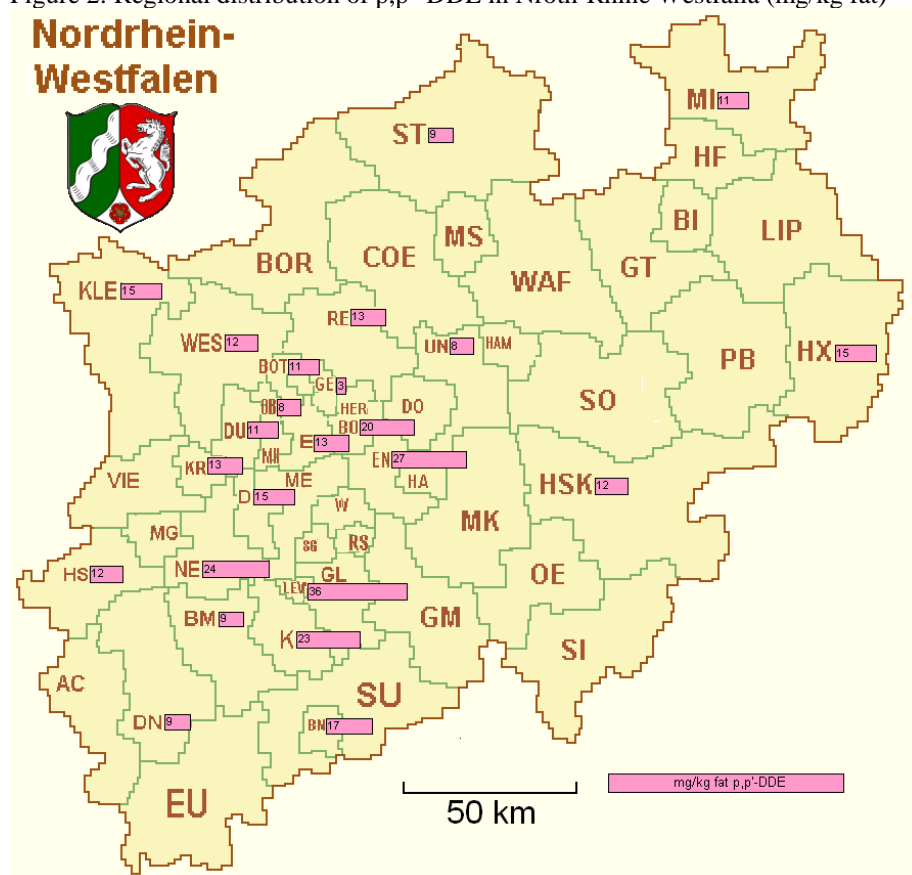 Figure 2: Regional distribution of p,p'-DDE in Nroth-Rhine-Westfalia (mg/kg fat)
Nordrhein-
Westfalen
MI 11
ST 9
HF
BI
LIP
MS
COE
BOR
WAF
GT
KLE 15
RE 13
WES 12
UN 8
HAM
PB
HX 15
BOT 11
GE 3
SO
OB 8
HER
DO
DU 11
BO 20
E 13
MH
EN 27
KR 13
HA
VIE
ME
HSK 12
D 15
W
MK
MG
SG
RS
HS 12
NE 24
GL
OE
LEV 36
BM 9
GM
K 23
SI
AC
SU
DN 9
BN 17
EU
50 km
mg/kg fat p,p'-DDE